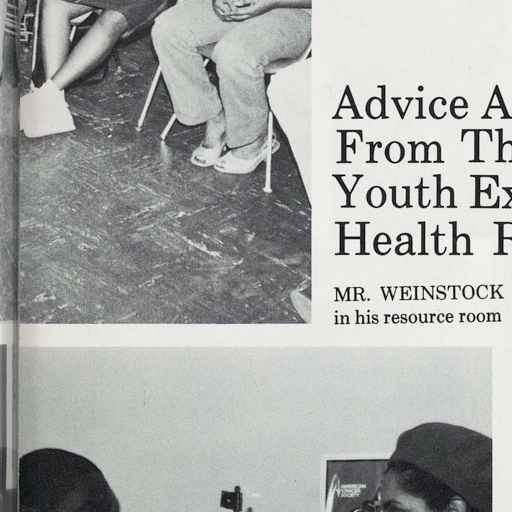 Advice A
From Th
Youth Ex
Health R
MR. WEINSTOCK
in his resource room
AMERICAN
CANCER
SOCIETY